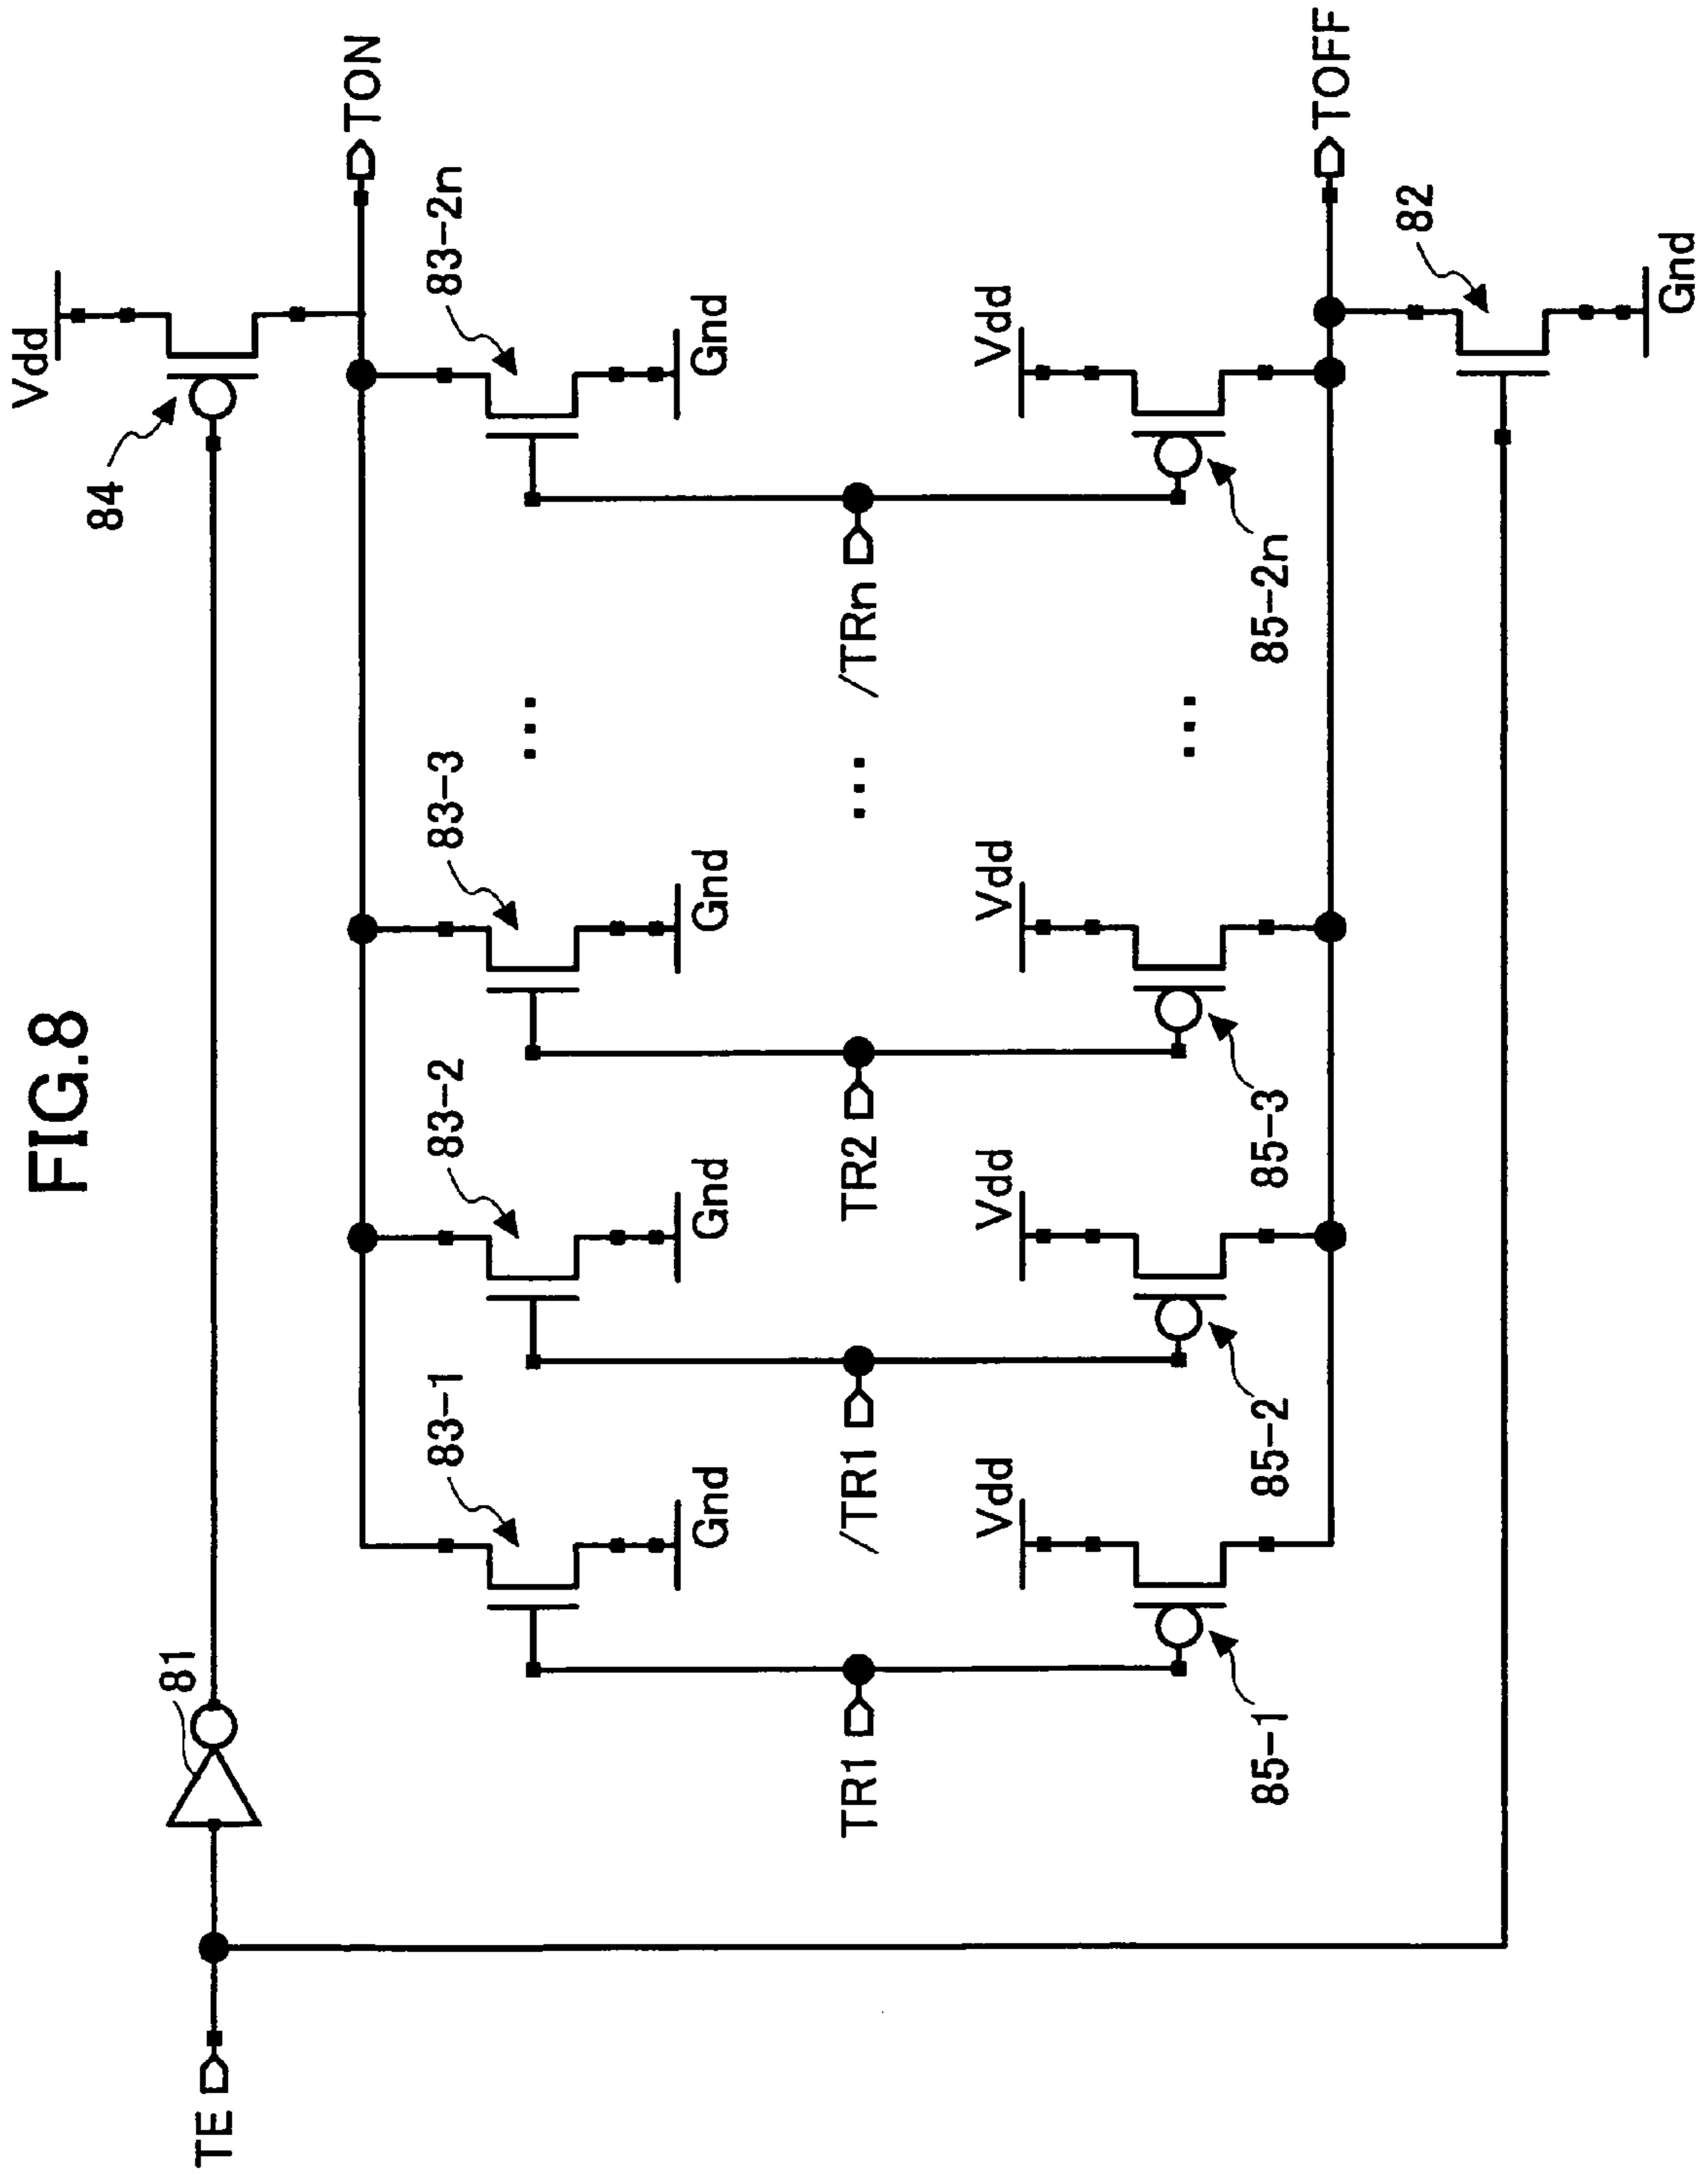 FIG.8
Vdd
84
TE
81
TON
83-1
83-2
83-3
83-2n
Gnd
Gnd
Gnd
Gnd
...
TR1
/TR1
TR2
...
/TRn
Vdd
Vdd
Vdd
Vdd
...
85-1
85-2
85-3
85-2n
TOFF
82
Gnd